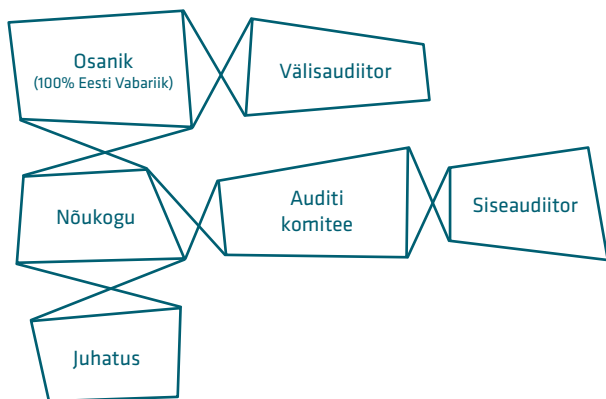 Osanik
(100% Eesti Vabariik)
Välisaudiitor
Nõukogu
Auditi
komitee
Siseaudiitor
Juhatus